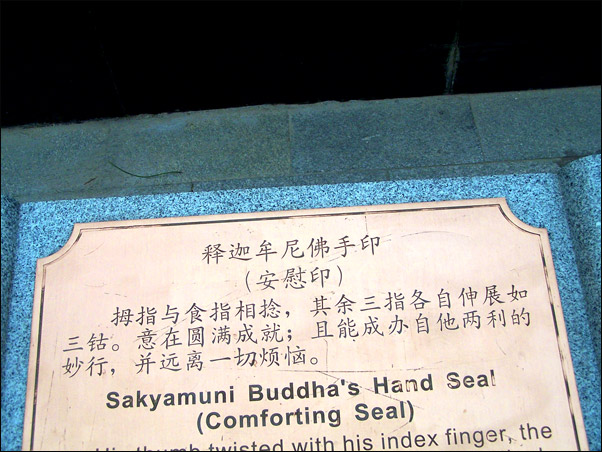 释迦牟尼佛手印
（安慰印）
拇指与食指相捻，其余三指各自伸展如
三钴。意在圆满成就；且能成办自他两利的
妙行，并远离一切烦恼。
Sakyamuni Buddha's Hand Seal
(Comforting Seal)
His thumb twisted with his index finger, the